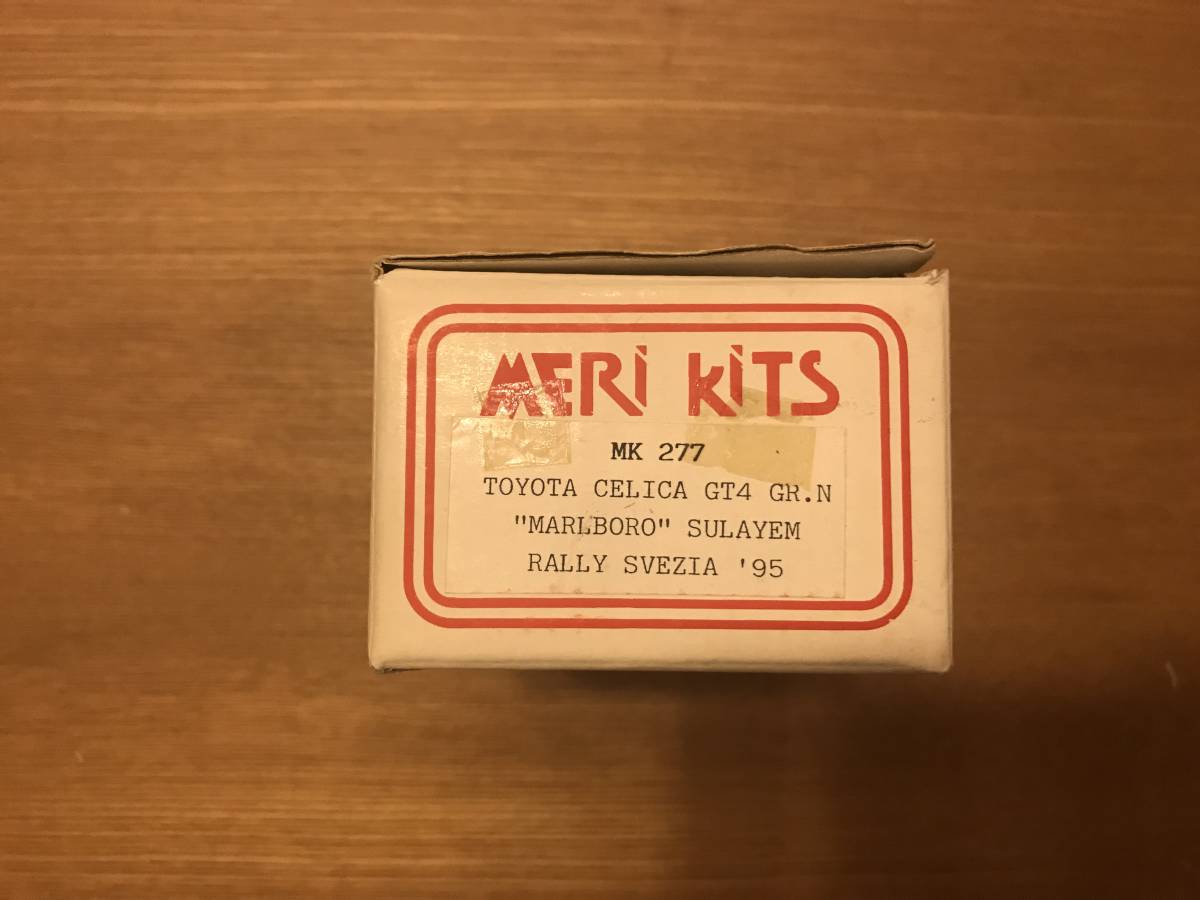 MERI KITS
MK 277
TOYOTA CELICA GT4 GR.N
"MARLBORO" SULAYEM
RALLY SVEZIA '95